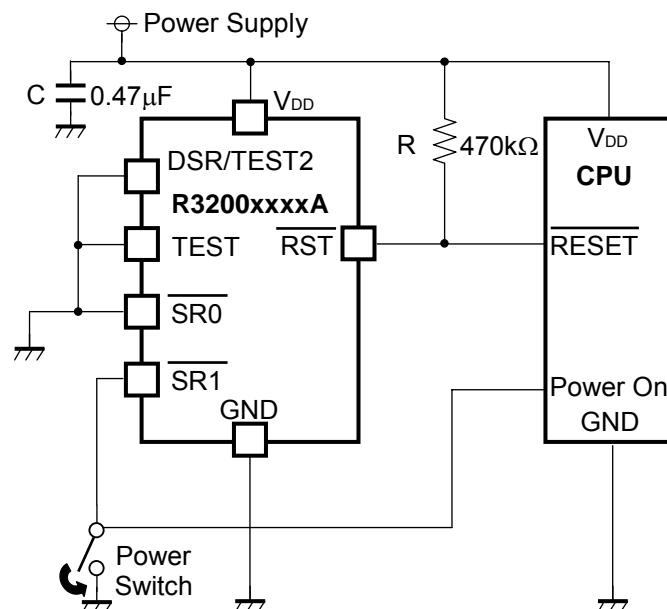 Power Supply
C 0.47μF
VDD
R 470kΩ
VDD
CPU
DSR/TEST2
R3200xxxxA
TEST
RST
RESET
SR0
SR1
GND
Power On
GND
Power
Switch